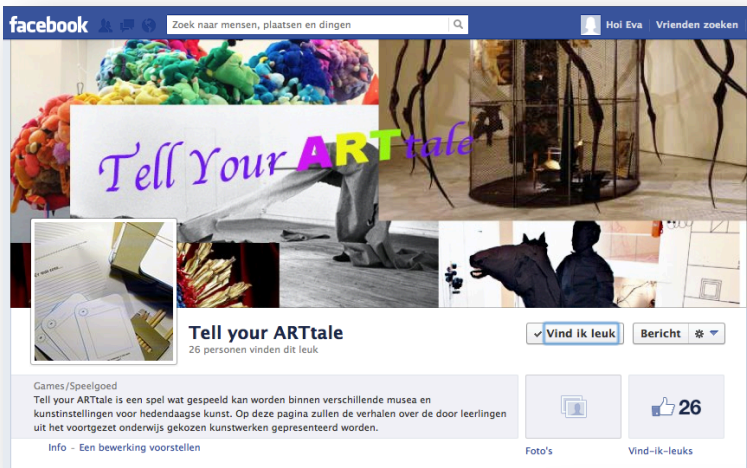 facebook
Zoek naar mensen, plaatsen en dingen
Hoi Eva
Vrienden zoeken
Tell Your ARTtale
Tell your ARTtale
26 personen vinden dit leuk
✓ Vind ik leuk
Bericht
Games/Speelgoed
Tell your ARTtale is een spel wat gespeeld kan worden binnen verschillende musea en
kunstinstellingen voor hedendaagse kunst. Op deze pagina zullen de verhalen over de door leerlingen
uit het voortgezet onderwijs gekozen kunstwerken gepresenteerd worden.
Info - Een bewerking voorstellen
26
Foto's
Vind-ik-leuks